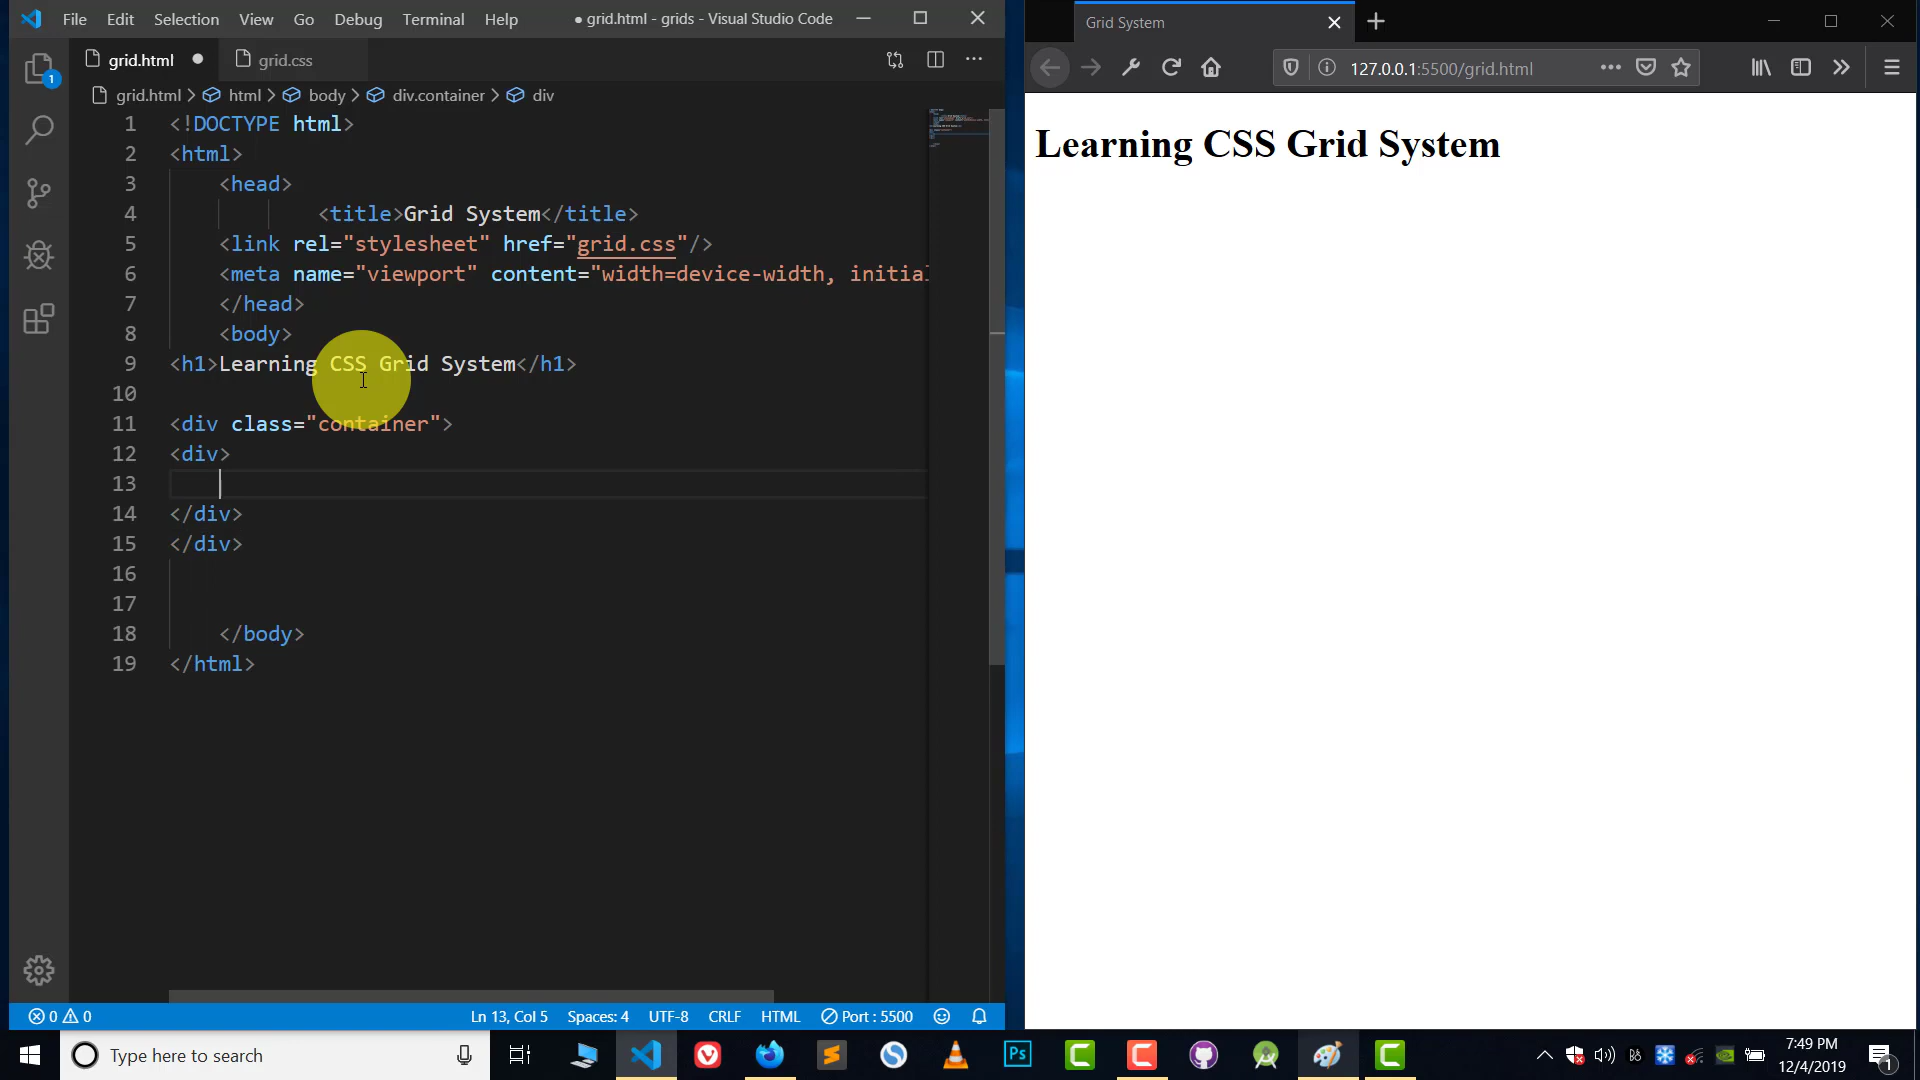 File Edit Selection View Go Debug Terminal Help ● grid.html - grids - Visual Studio Code
grid.html ● grid.css
grid.html > html > body > div.container > div
1 <!DOCTYPE html>
2 <html>
3 <head>
4 <title>Grid System</title>
5 <link rel="stylesheet" href="grid.css"/>
6 <meta name="viewport" content="width=device-width, initial
7 </head>
8 <body>
9 <h1>Learning CSS Grid System</h1>
10
11 <div class="container">
12 <div>
13
14 </div>
15 </div>
16
17
18 </body>
19 </html>
1
0 0 Ln 13, Col 5 Spaces: 4 UTF-8 CRLF HTML Port : 5500
Grid System
127.0.0.1:5500/grid.html
Learning CSS Grid System
Type here to search
Ps
7:49 PM
12/4/2019
1